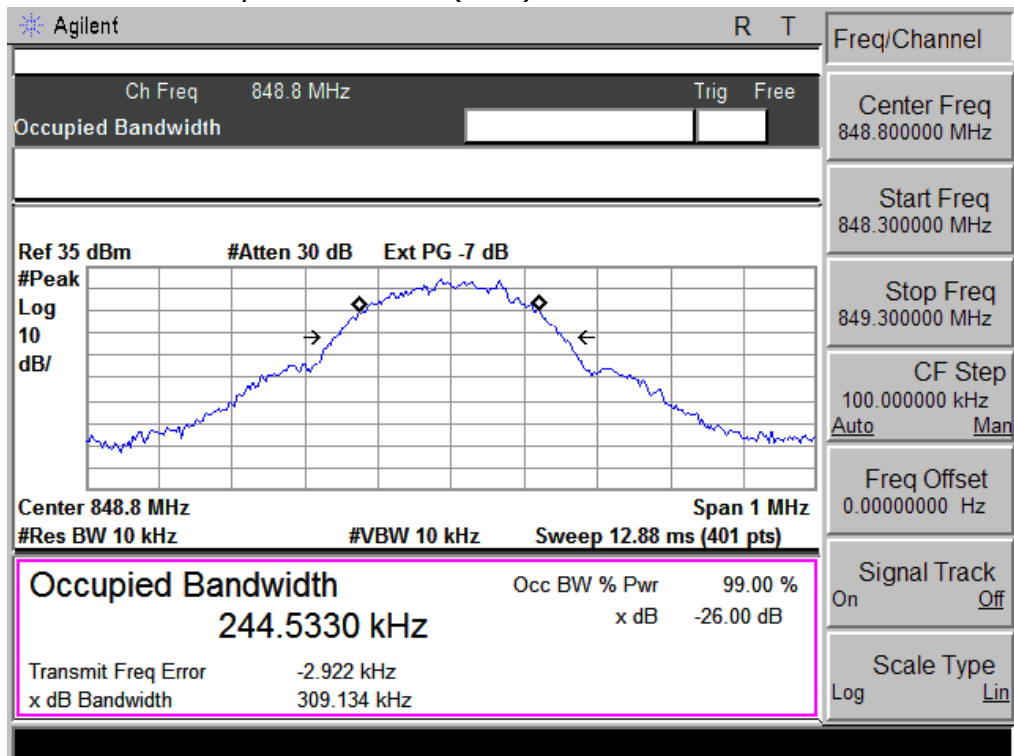 Agilent
R T
Ch Freq 848.8 MHz Trig Free
Occupied Bandwidth
Ref 35 dBm #Atten 30 dB Ext PG -7 dB
#Peak
Log
10
dB/
Center 848.8 MHz Span 1 MHz
#Res BW 10 kHz #VBW 10 kHz Sweep 12.88 ms (401 pts)
Occupied Bandwidth
244.5330 kHz
Occ BW % Pwr 99.00 %
x dB -26.00 dB
Transmit Freq Error -2.922 kHz
x dB Bandwidth 309.134 kHz
Freq/Channel
Center Freq
848.800000 MHz
Start Freq
848.300000 MHz
Stop Freq
849.300000 MHz
CF Step
100.000000 kHz
Auto Man
Freq Offset
0.00000000 Hz
Signal Track
On Off
Scale Type
Log Lin